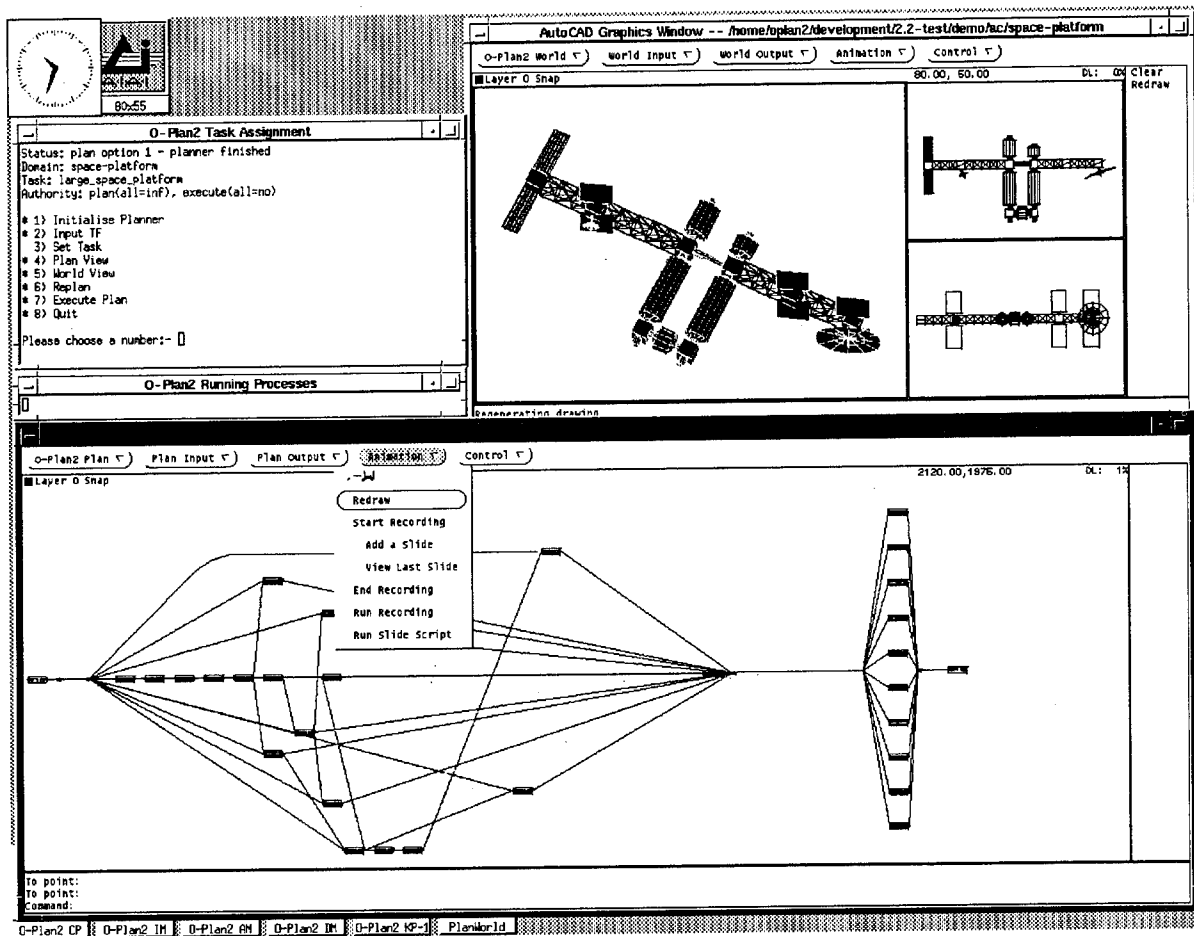 80x55
O-Plan2 Task Assignment
Status: plan option 1 - planner finished
Domain: space-platform
Task: large_space_platform
Authority: plan(all=inf), execute(all=no)
* 1) Initialise Planner
* 2) Input TF
3) Set Task
* 4) Plan View
* 5) World View
* 6) Replan
* 7) Execute Plan
* 8) Quit
Please choose a number:-
O-Plan2 Running Processes
AutoCAD Graphics Window -- /home/oplan2/development/2.2-test/demo/ac/space-platform
O-Plan2 World World Input World Output Animation Control
Layer 0 Snap 80.00, 50.00 DL: 0% Clear
Redraw
Regenerating drawing
O-Plan2 Plan Plan Input Plan Output Animation Control
Layer 0 Snap 2120.00,1975.00 DL: 1%
Redraw
Start Recording
Add a Slide
View Last Slide
End Recording
Run Recording
Run Slide Script
To point:
To point:
Command:
O-Plan2 CP O-Plan2 IM O-Plan2 AM O-Plan2 DM O-Plan2 KP-1 PlanWorld